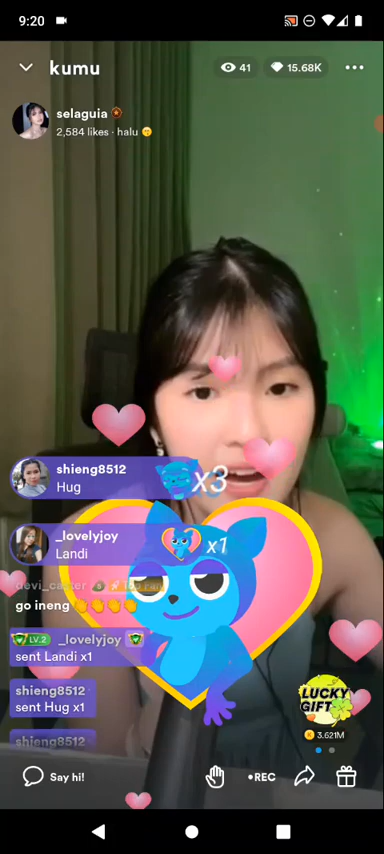 9:20
kumu
41
15.68K
selaguia
2,584 likes · halu
shieng8512
Hug
x3
_lovelyjoy
Landi
x1
go ineng
LV.2 _lovelyjoy
sent Landi x1
shieng8512
sent Hug x1
shieng8512
LUCKY
GIFT
3.621M
Say hi!
REC